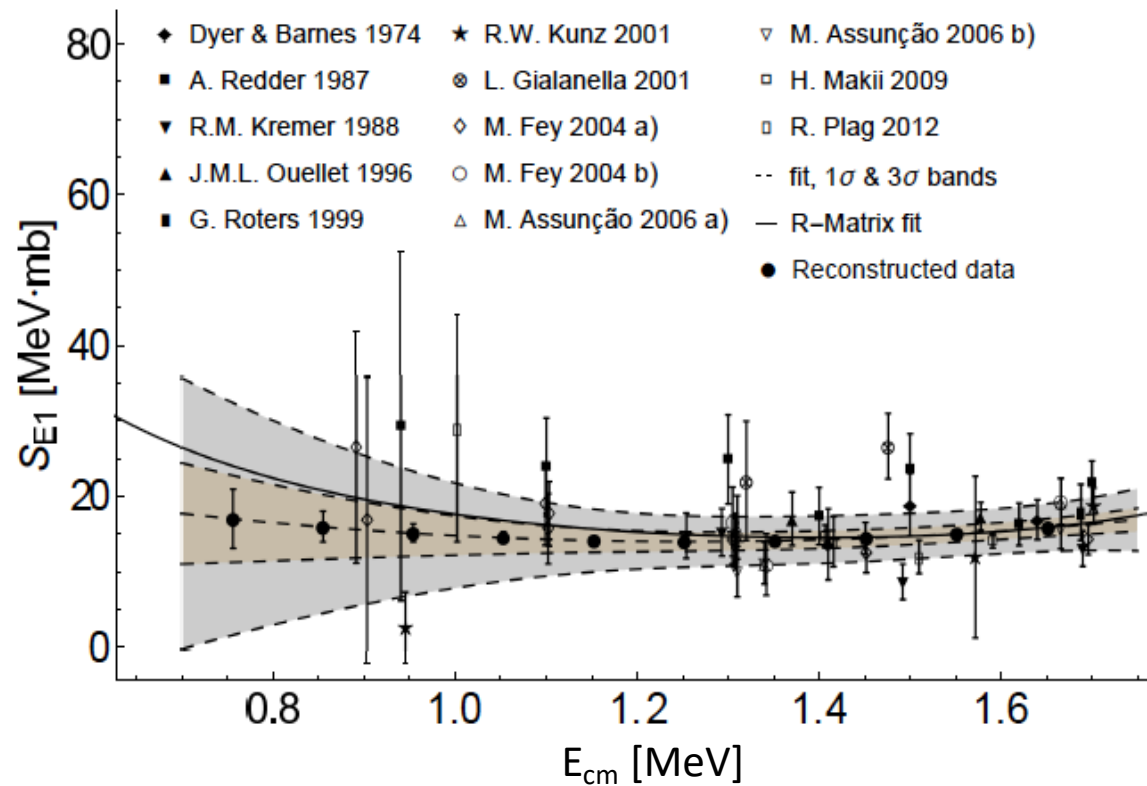 80
60
40
20
0
S_E1 [MeV·mb]
Dyer & Barnes 1974
A. Redder 1987
R.M. Kremer 1988
J.M.L. Ouellet 1996
G. Roters 1999
R.W. Kunz 2001
L. Gialanella 2001
M. Fey 2004 a)
M. Fey 2004 b)
M. Assunção 2006 a)
M. Assunção 2006 b)
H. Makii 2009
R. Plag 2012
fit, 1σ & 3σ bands
R−Matrix fit
Reconstructed data
0.8 1.0 1.2 1.4 1.6
E_cm [MeV]